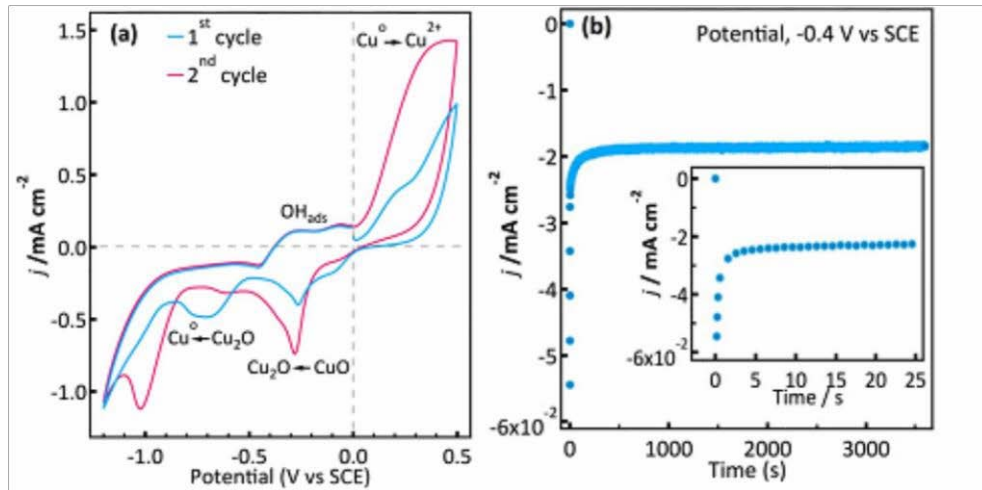 (a)
1st cycle
2nd cycle
Cu° → Cu2+
OHads
Cu° ← Cu2O
Cu2O ← CuO
j /mA cm-2
1.5
1.0
0.5
0.0
-0.5
-1.0
-1.0
-0.5
0.0
0.5
Potential (V vs SCE)
(b)
Potential, -0.4 V vs SCE
j / mA cm-2
0
-2
-3
-4
-5
-6x10-2
0
1000
2000
3000
Time (s)
j / mA cm-2
0
-2
-4
-6x10-2
0
5
10
15
20
25
Time / s